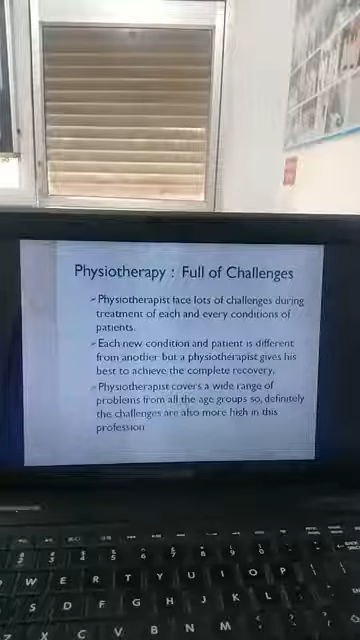 Physiotherapy : Full of Challenges
Physiotherapist face lots of challenges during
treatment of each and every conditions of
patients.
Each new condition and patient is different
from another but a physiotherapist gives his
best to achieve the complete recovery.
Physiotherapist covers a wide range of
problems from all the age groups so, definitely
the challenges are also more high in this
profession
W E R T Y U I O P
S D F G H J K L
X C V B N M